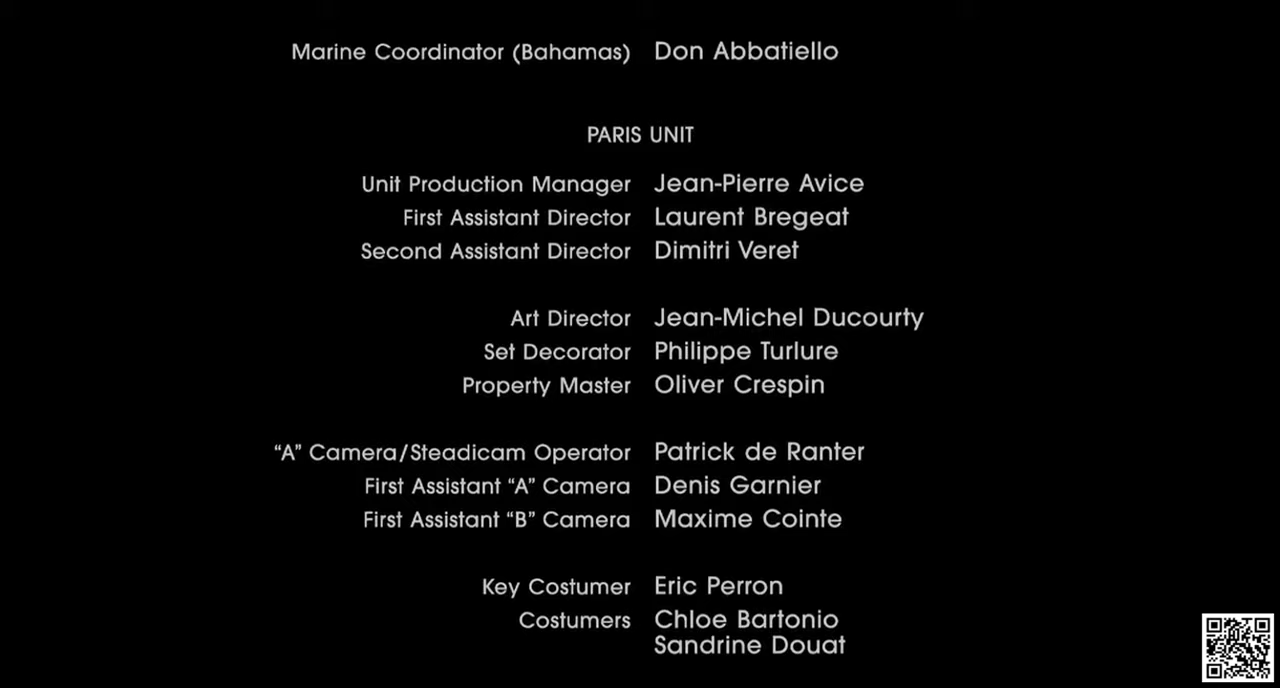 Marine Coordinator (Bahamas) Don Abbatiello
PARIS UNIT
Unit Production Manager Jean-Pierre Avice
First Assistant Director Laurent Bregeat
Second Assistant Director Dimitri Veret
Art Director Jean-Michel Ducourty
Set Decorator Philippe Turlure
Property Master Oliver Crespin
“A” Camera/Steadicam Operator Patrick de Ranter
First Assistant “A” Camera Denis Garnier
First Assistant “B” Camera Maxime Cointe
Key Costumer Eric Perron
Costumers Chloe Bartonio
Sandrine Douat